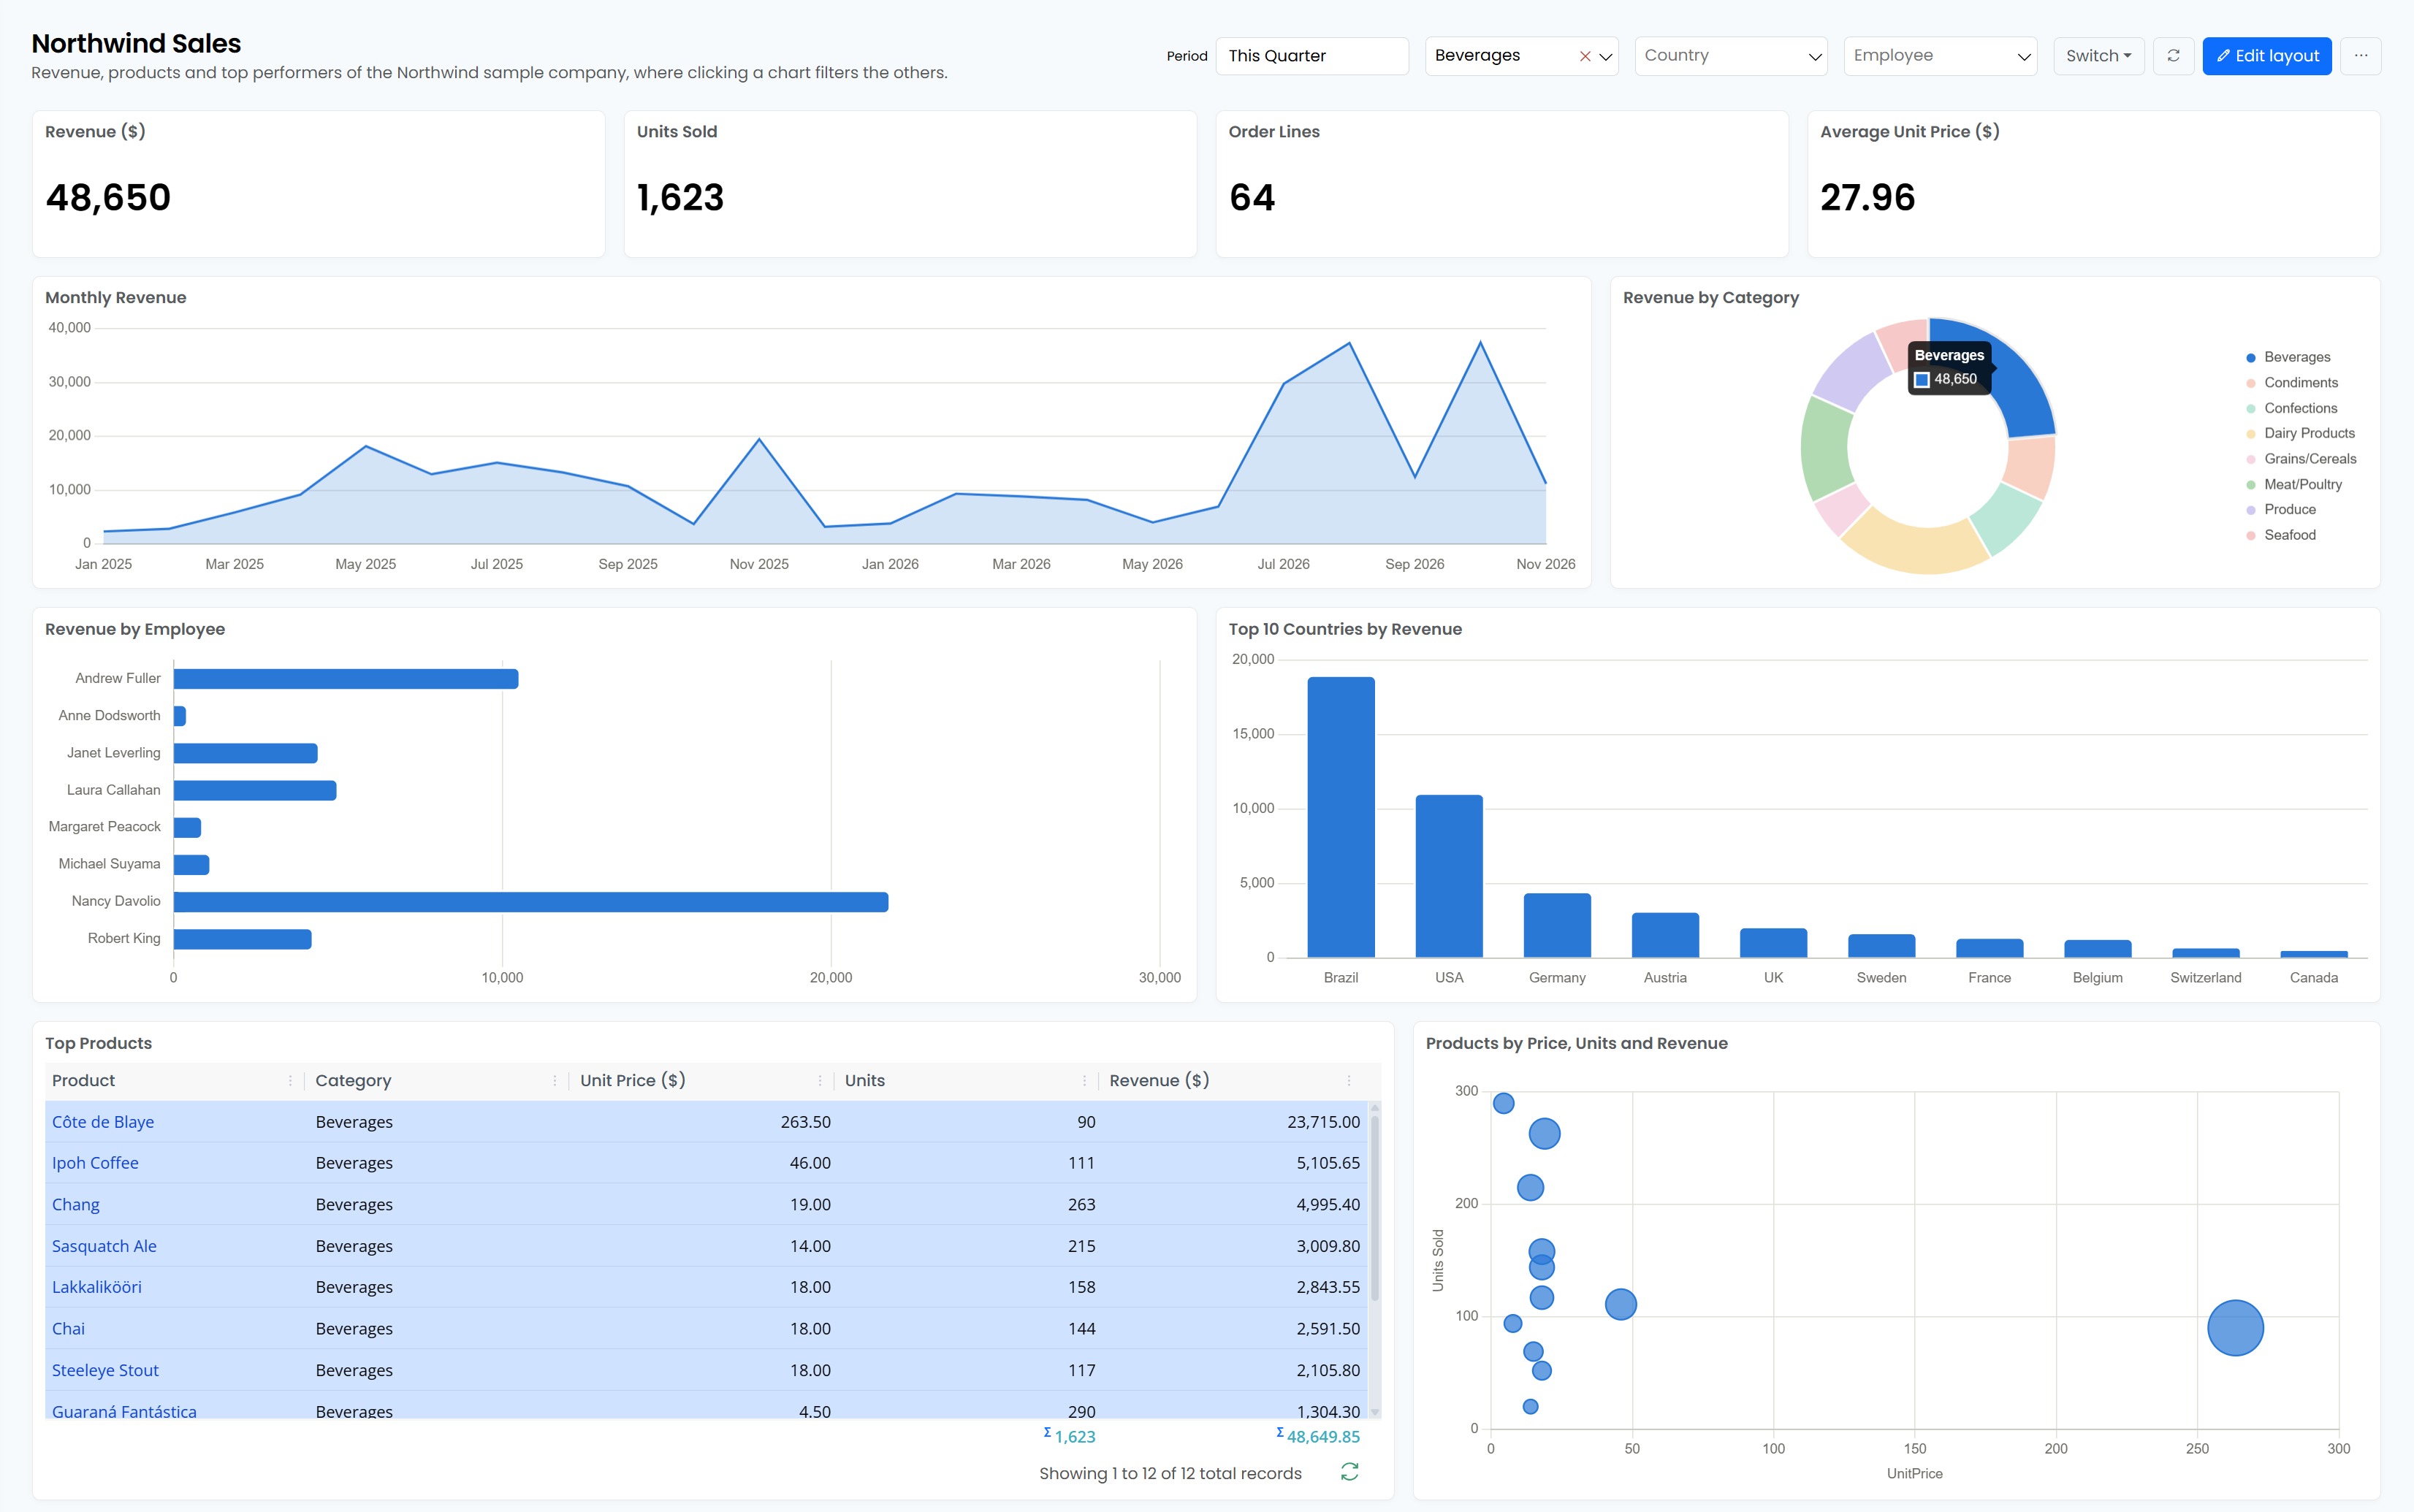 Northwind Sales
Revenue, products and top performers of the Northwind sample company, where clicking a chart filters the others.
Period This Quarter Beverages Country Employee Switch Edit layout ...
Revenue ($)
48,650
Units Sold
1,623
Order Lines
64
Average Unit Price ($)
27.96
Monthly Revenue
40,000
30,000
20,000
10,000
0
Jan 2025 Mar 2025 May 2025 Jul 2025 Sep 2025 Nov 2025 Jan 2026 Mar 2026 May 2026 Jul 2026 Sep 2026 Nov 2026
Revenue by Category
Beverages
48,650
Beverages
Condiments
Confections
Dairy Products
Grains/Cereals
Meat/Poultry
Produce
Seafood
Revenue by Employee
Andrew Fuller
Anne Dodsworth
Janet Leverling
Laura Callahan
Margaret Peacock
Michael Suyama
Nancy Davolio
Robert King
0 10,000 20,000 30,000
Top 10 Countries by Revenue
20,000
15,000
10,000
5,000
0
Brazil USA Germany Austria UK Sweden France Belgium Switzerland Canada
Top Products
Product Category Unit Price ($) Units Revenue ($)
Côte de Blaye Beverages 263.50 90 23,715.00
Ipoh Coffee Beverages 46.00 111 5,105.65
Chang Beverages 19.00 263 4,995.40
Sasquatch Ale Beverages 14.00 215 3,009.80
Lakkalikööri Beverages 18.00 158 2,843.55
Chai Beverages 18.00 144 2,591.50
Steeleye Stout Beverages 18.00 117 2,105.80
Guaraná Fantástica Beverages 4.50 290 1,304.30
Σ 1,623 Σ 48,649.85
Showing 1 to 12 of 12 total records
Products by Price, Units and Revenue
300
200
100
0
Units Sold
0 50 100 150 200 250 300
UnitPrice